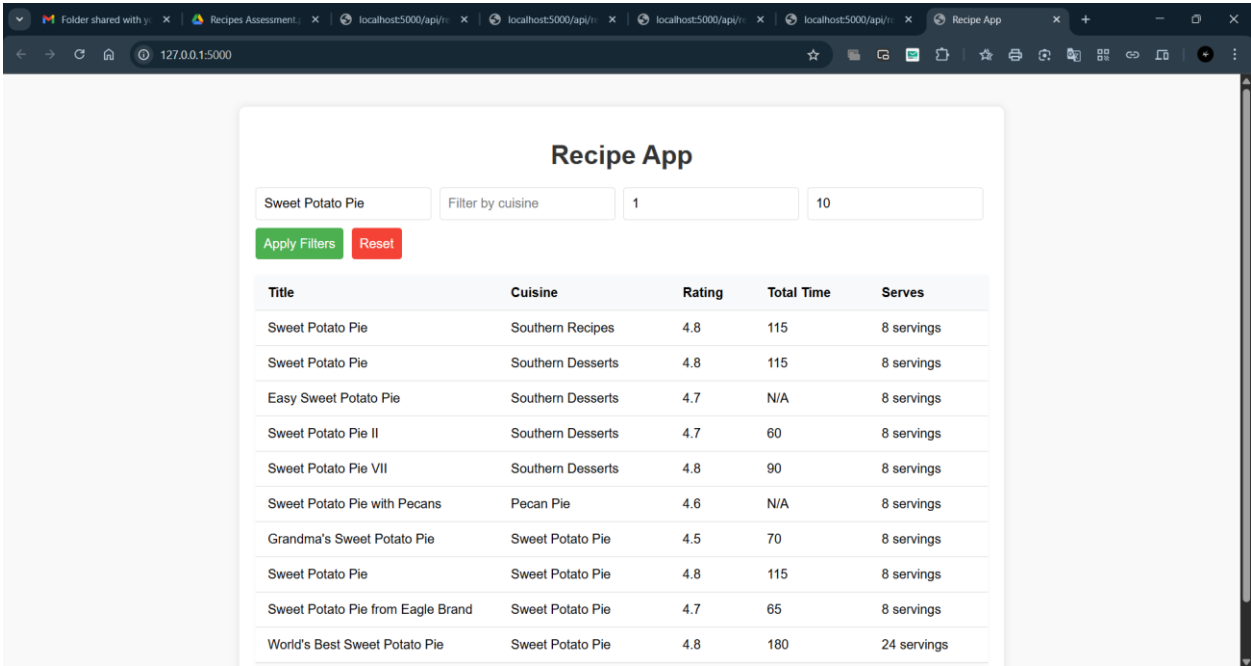 Folder shared with yo
Recipes Assessment.p
localhost:5000/api/re
localhost:5000/api/re
localhost:5000/api/re
localhost:5000/api/re
Recipe App
127.0.0.1:5000
Recipe App
Sweet Potato Pie Filter by cuisine 1 10
Apply Filters Reset
Title Cuisine Rating Total Time Serves
Sweet Potato Pie Southern Recipes 4.8 115 8 servings
Sweet Potato Pie Southern Desserts 4.8 115 8 servings
Easy Sweet Potato Pie Southern Desserts 4.7 N/A 8 servings
Sweet Potato Pie II Southern Desserts 4.7 60 8 servings
Sweet Potato Pie VII Southern Desserts 4.8 90 8 servings
Sweet Potato Pie with Pecans Pecan Pie 4.6 N/A 8 servings
Grandma's Sweet Potato Pie Sweet Potato Pie 4.5 70 8 servings
Sweet Potato Pie Sweet Potato Pie 4.8 115 8 servings
Sweet Potato Pie from Eagle Brand Sweet Potato Pie 4.7 65 8 servings
World's Best Sweet Potato Pie Sweet Potato Pie 4.8 180 24 servings